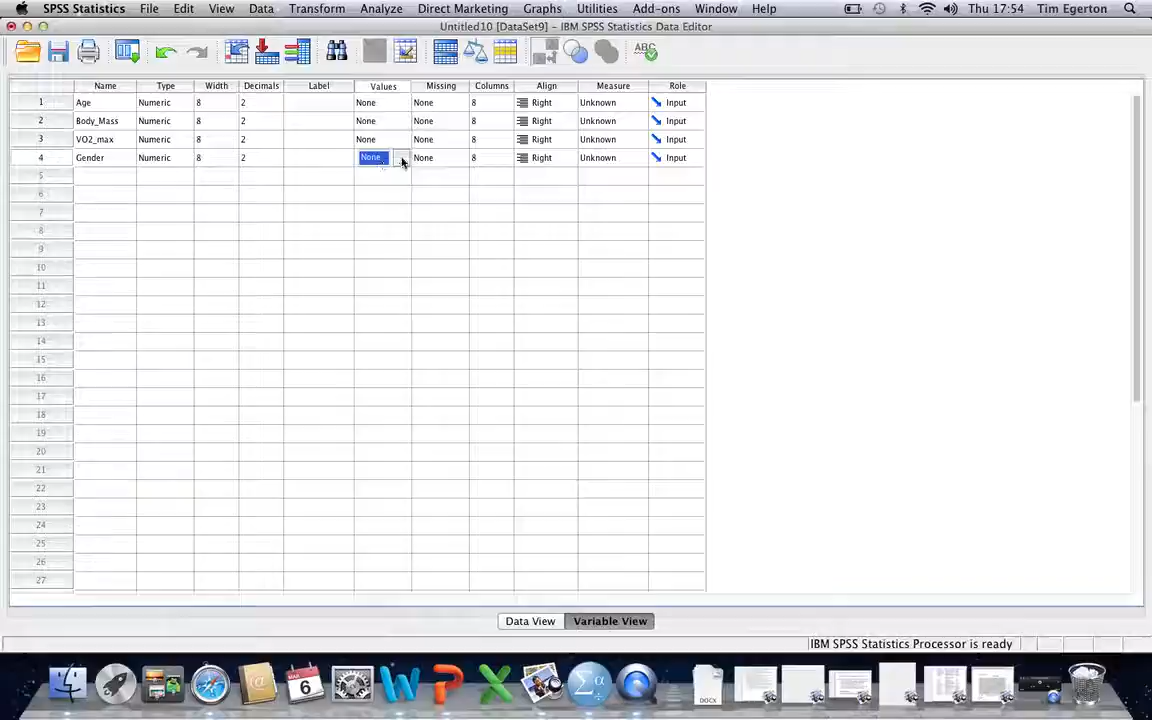 SPSS Statistics File Edit View Data Transform Analyze Direct Marketing Graphs Utilities Add-ons Window Help Thu 17:54 Tim Egerton
Untitled10 [DataSet9] – IBM SPSS Statistics Data Editor
ABC
Name Type Width Decimals Label Values Missing Columns Align Measure Role
1 Age Numeric 8 2 None None 8 Right Unknown Input
2 Body_Mass Numeric 8 2 None None 8 Right Unknown Input
3 VO2_max Numeric 8 2 None None 8 Right Unknown Input
4 Gender Numeric 8 2 None None 8 Right Unknown Input
5
6
7
8
9
10
11
12
13
14
15
16
17
18
19
20
21
22
23
24
25
26
27
Data View Variable View
IBM SPSS Statistics Processor is ready
6
DOCX